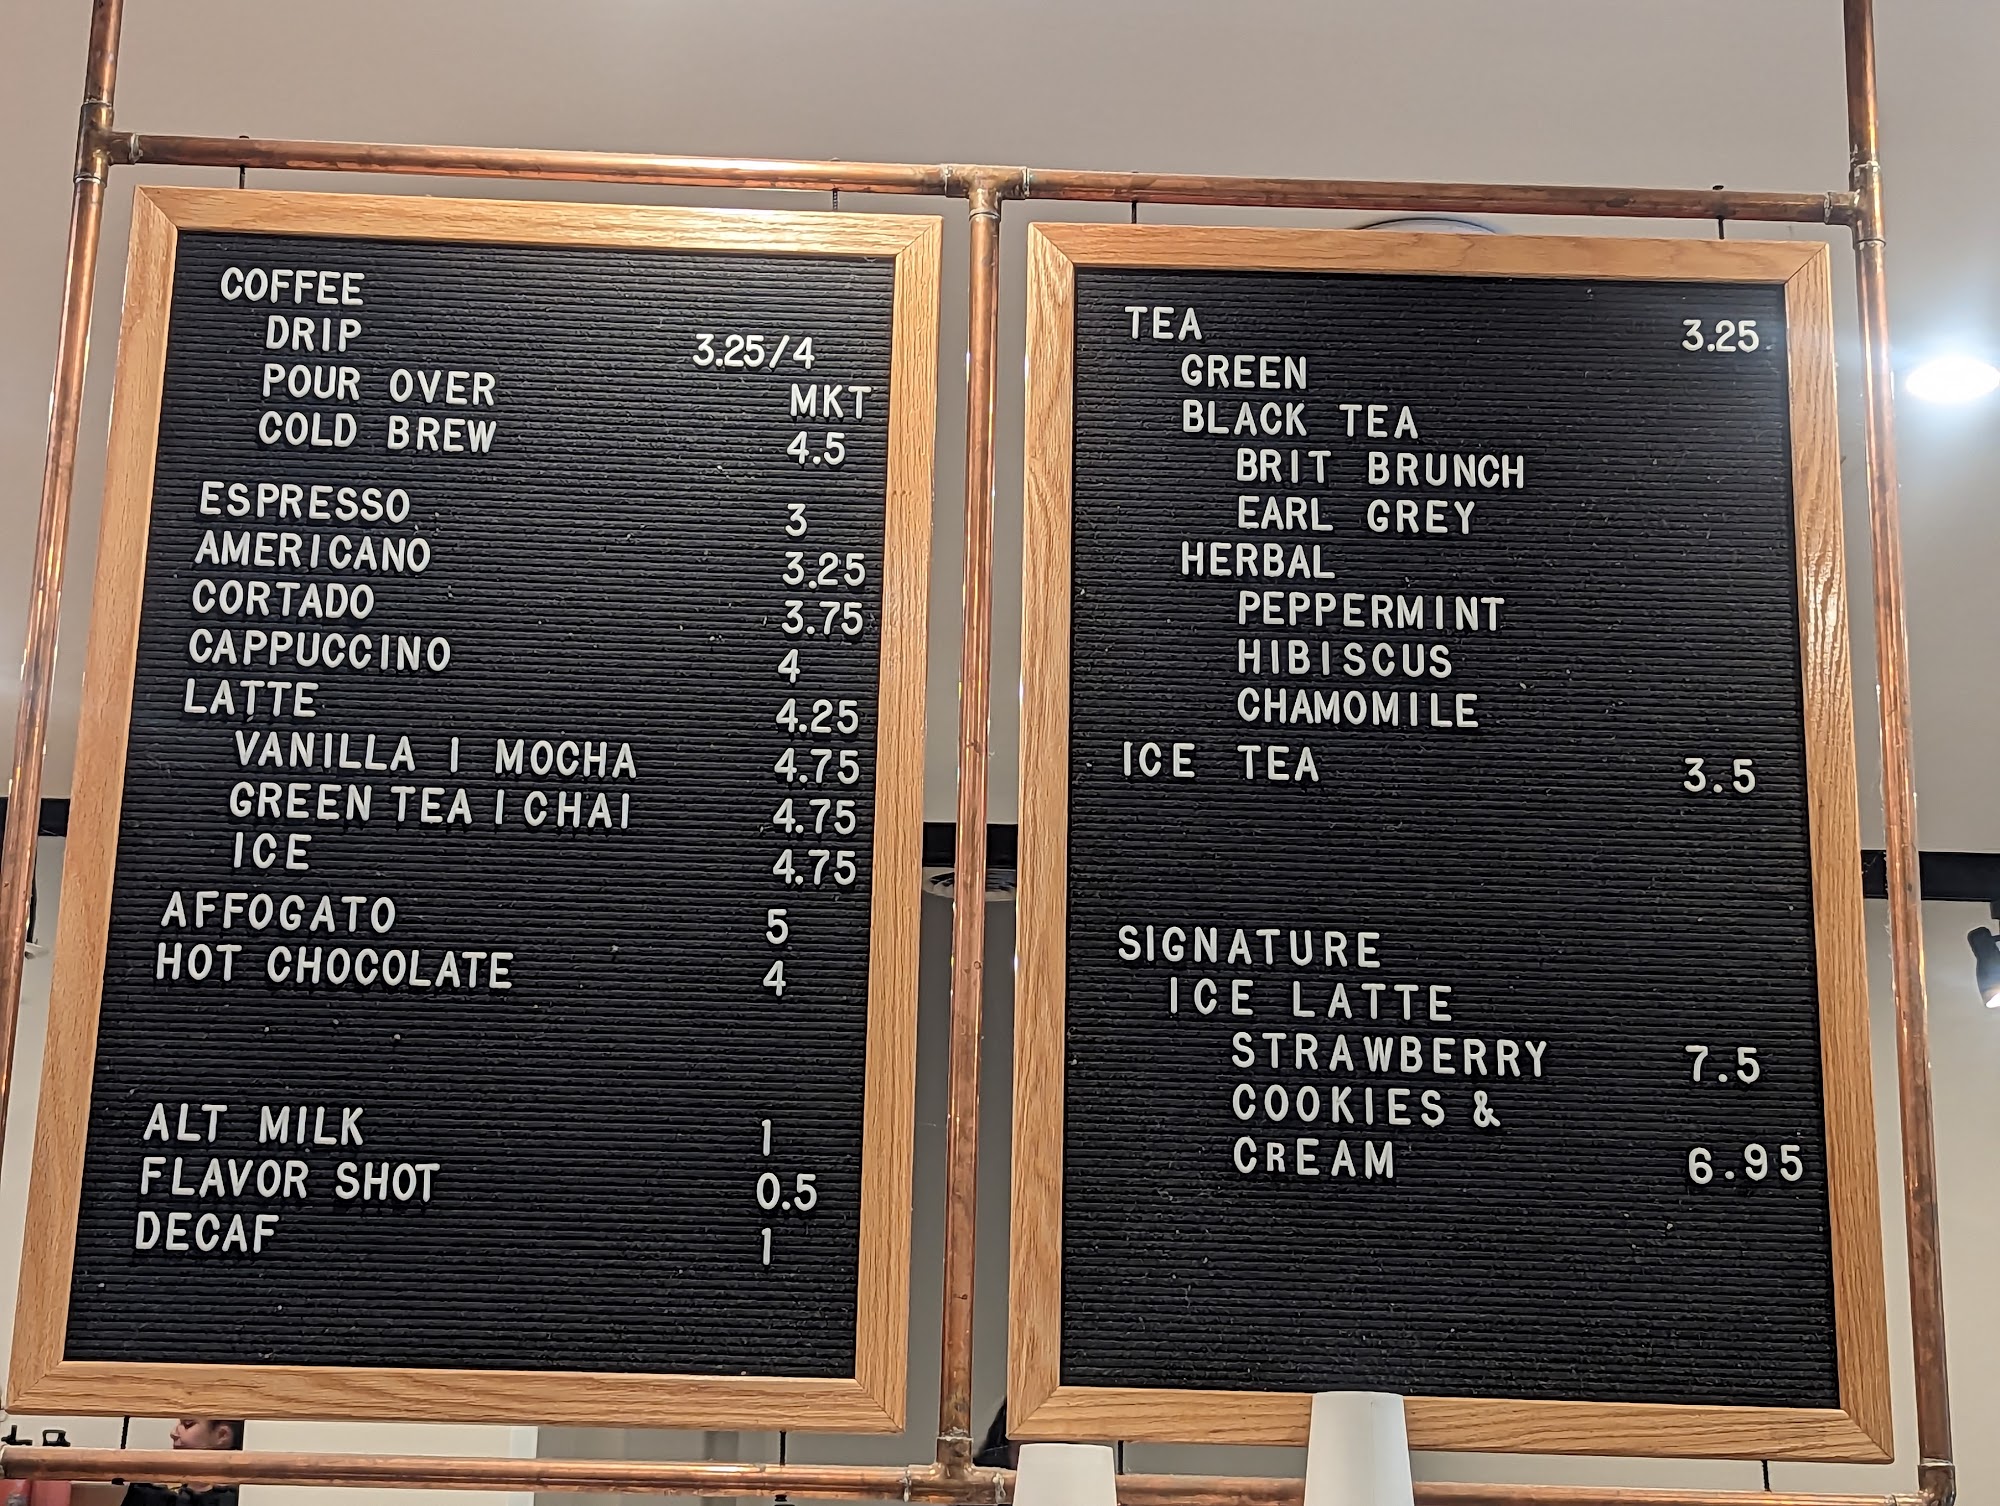 COFFEE
DRIP 3.25/4
POUR OVER MKT
COLD BREW 4.5
ESPRESSO 3
AMERICANO 3.25
CORTADO 3.75
CAPPUCCINO 4
LATTE 4.25
VANILLA | MOCHA 4.75
GREEN TEA | CHAI 4.75
ICE 4.75
AFFOGATO 5
HOT CHOCOLATE 4
ALT MILK 1
FLAVOR SHOT 0.5
DECAF 1
TEA 3.25
GREEN
BLACK TEA
BRIT BRUNCH
EARL GREY
HERBAL
PEPPERMINT
HIBISCUS
CHAMOMILE
ICE TEA 3.5
SIGNATURE
ICE LATTE
STRAWBERRY 7.5
COOKIES &
CREAM 6.95